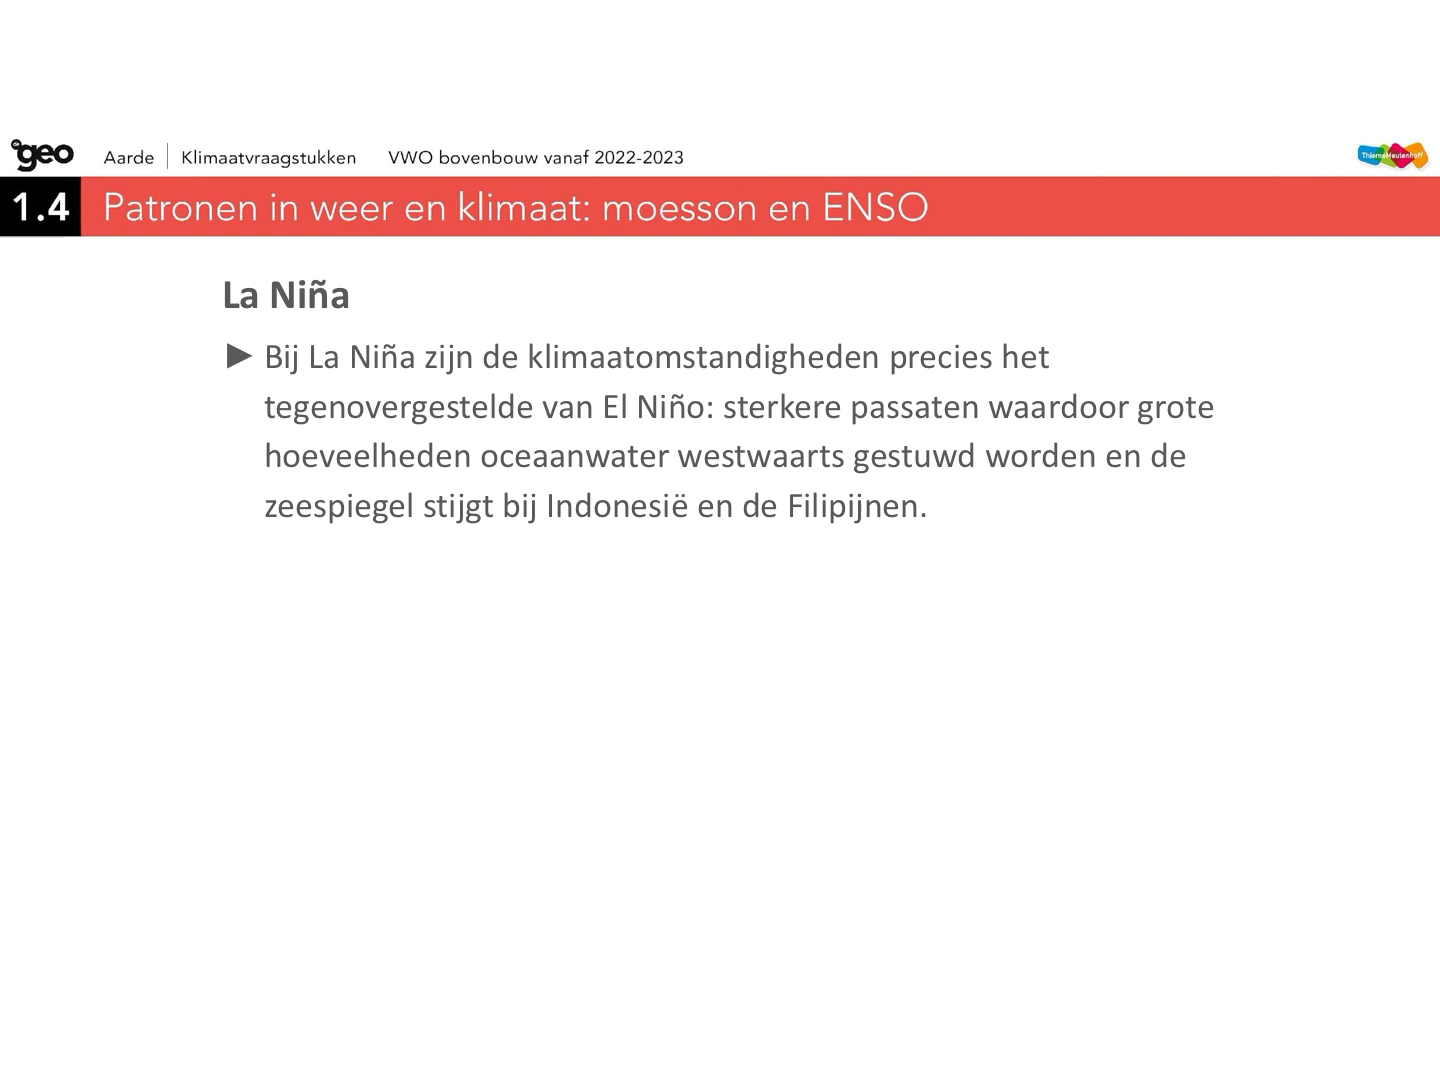 de geo Aarde Klimaatvraagstukken VWO bovenbouw vanaf 2022-2023 ThiemeMeulenhoff
1.4 Patronen in weer en klimaat: moesson en ENSO
La Niña
► Bij La Niña zijn de klimaatomstandigheden precies het
tegenovergestelde van El Niño: sterkere passaten waardoor grote
hoeveelheden oceaanwater westwaarts gestuwd worden en de
zeespiegel stijgt bij Indonesië en de Filipijnen.